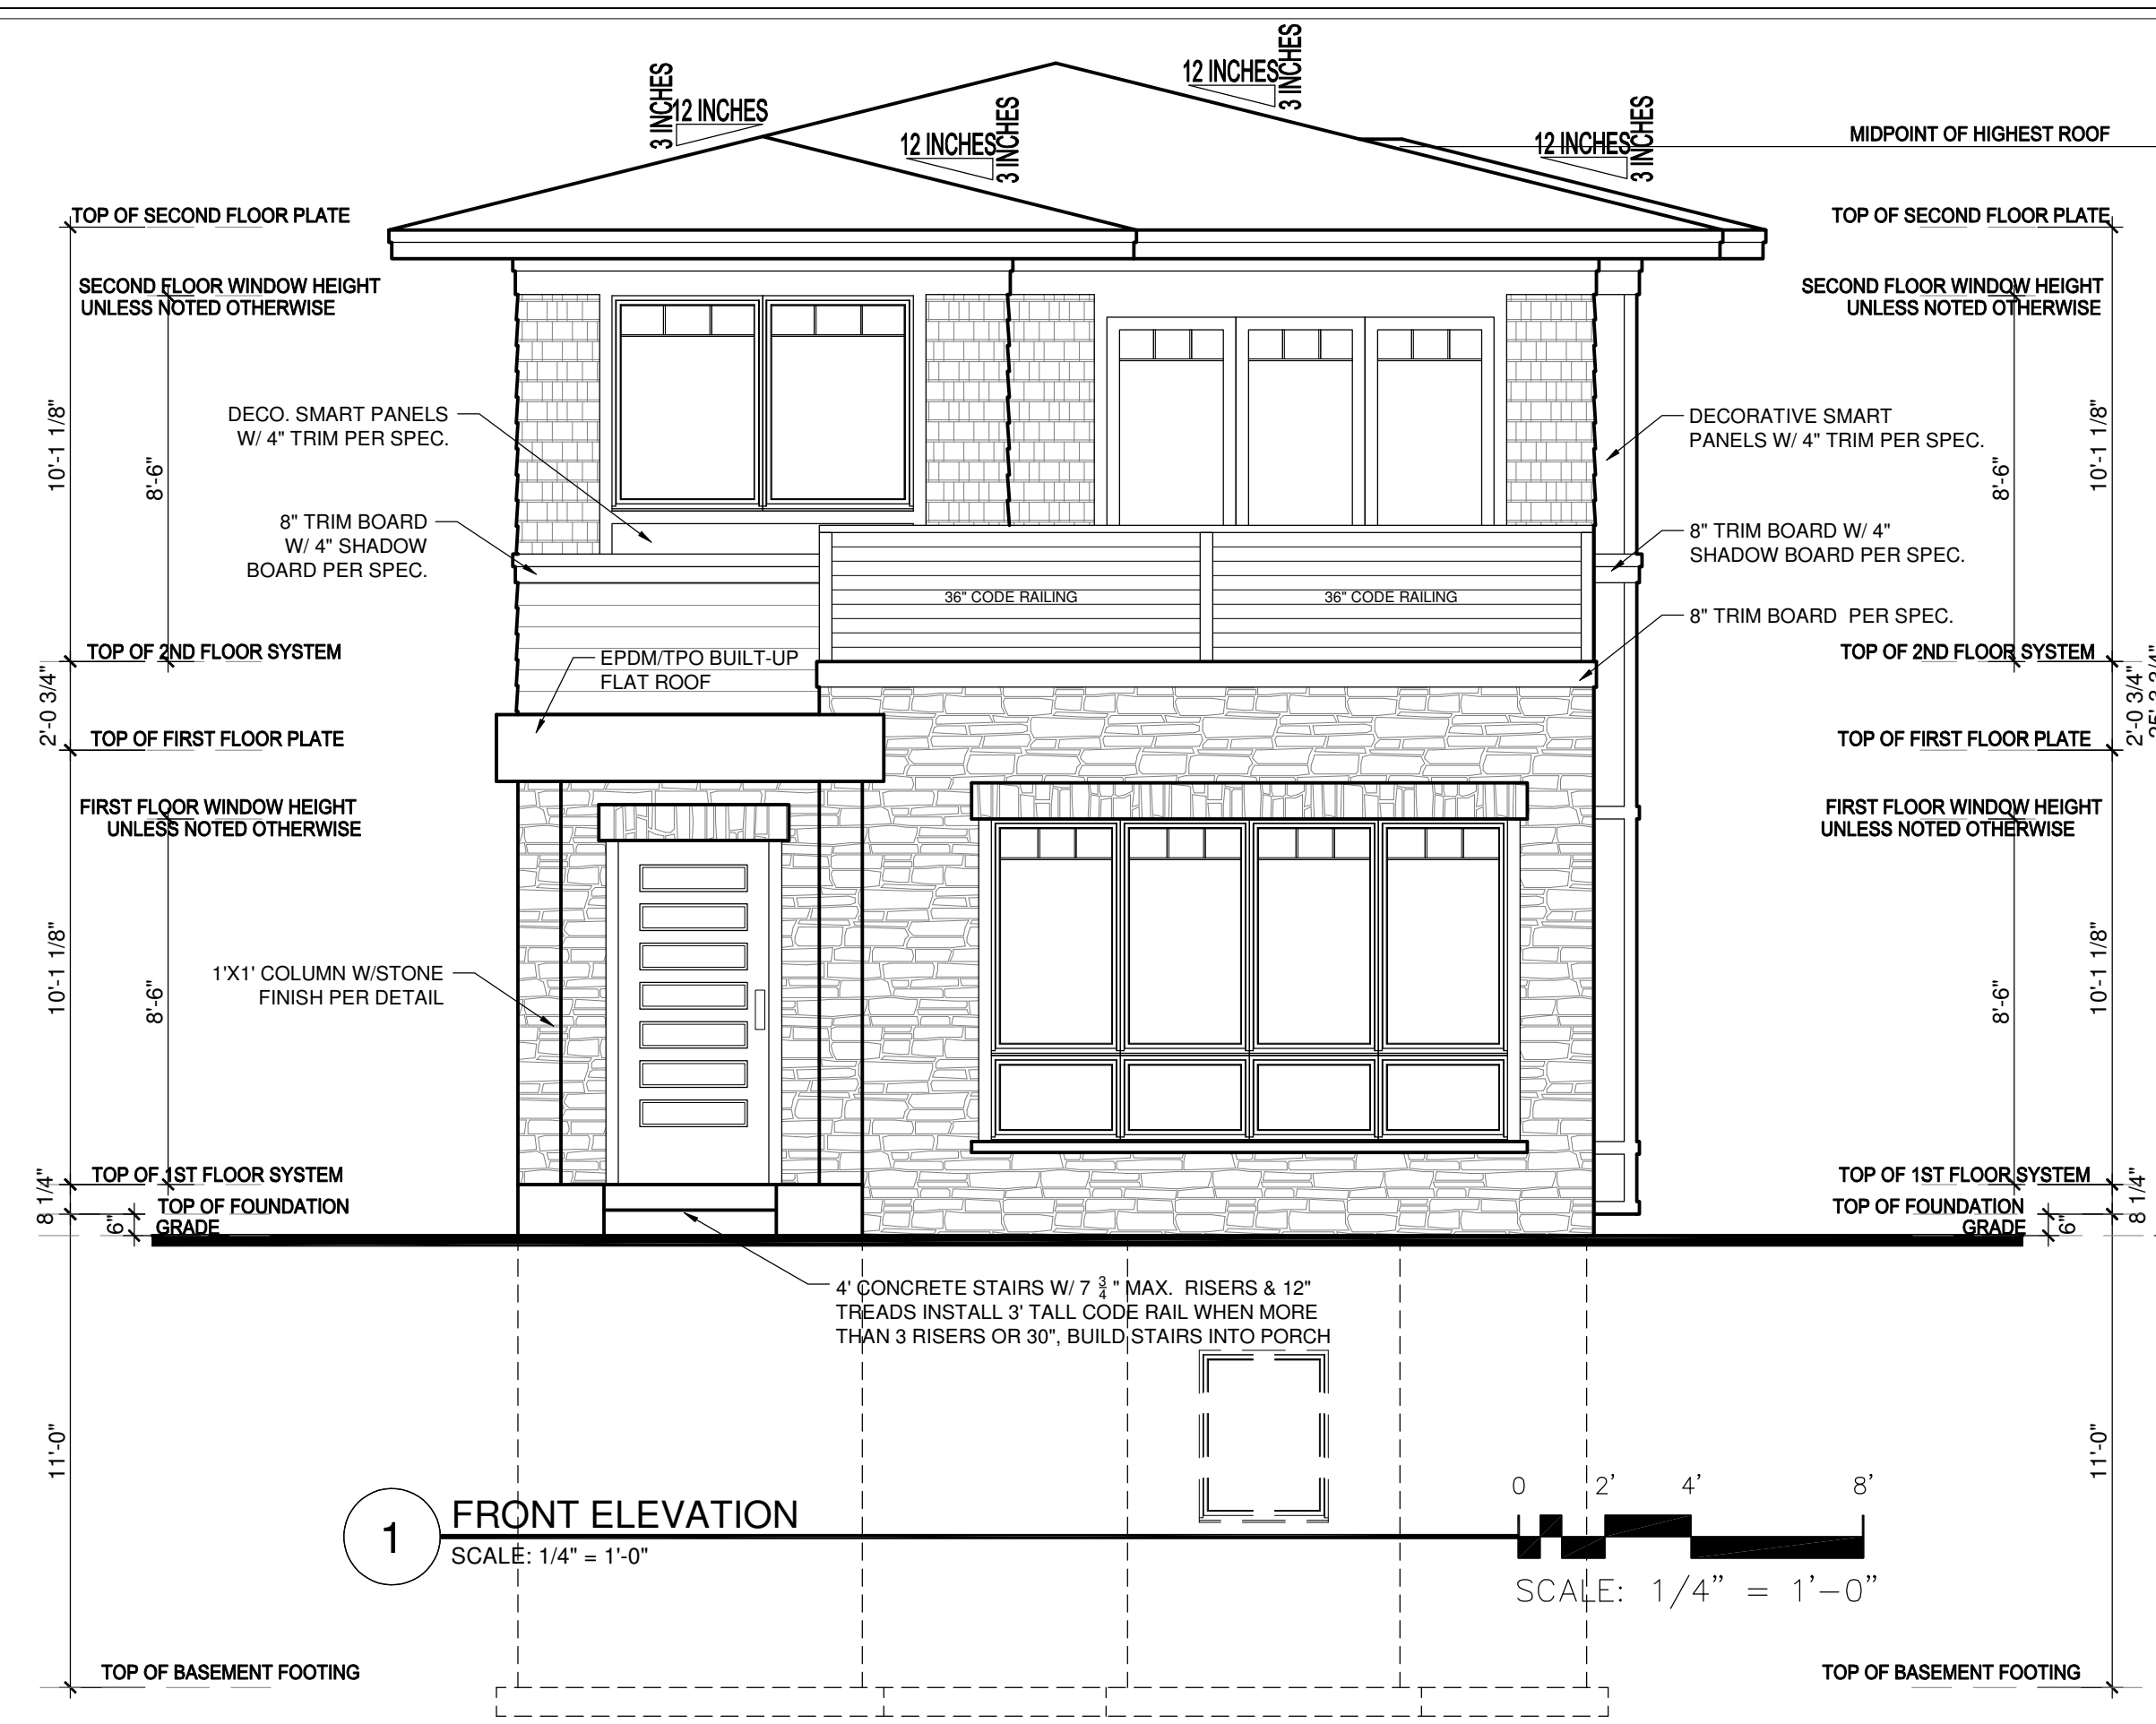 12 INCHES
3 INCHES
3 INCHES
12 INCHES
12 INCHES
3 INCHES
12 INCHES
3 INCHES
MIDPOINT OF HIGHEST ROOF
TOP OF SECOND FLOOR PLATE
TOP OF SECOND FLOOR PLATE
SECOND FLOOR WINDOW HEIGHT
UNLESS NOTED OTHERWISE
SECOND FLOOR WINDOW HEIGHT
UNLESS NOTED OTHERWISE
10'-1 1/8"
8'-6"
DECO. SMART PANELS
W/ 4" TRIM PER SPEC.
DECORATIVE SMART
PANELS W/ 4" TRIM PER SPEC.
8'-6"
10'-1 1/8"
8" TRIM BOARD
W/ 4" SHADOW
BOARD PER SPEC.
8" TRIM BOARD W/ 4"
SHADOW BOARD PER SPEC.
36" CODE RAILING
36" CODE RAILING
8" TRIM BOARD PER SPEC.
TOP OF 2ND FLOOR SYSTEM
EPDM/TPO BUILT-UP
FLAT ROOF
TOP OF 2ND FLOOR SYSTEM
2'-0 3/4"
2'-0 3/4"
TOP OF FIRST FLOOR PLATE
TOP OF FIRST FLOOR PLATE
FIRST FLOOR WINDOW HEIGHT
UNLESS NOTED OTHERWISE
FIRST FLOOR WINDOW HEIGHT
UNLESS NOTED OTHERWISE
10'-1 1/8"
8'-6"
1'X1' COLUMN W/STONE
FINISH PER DETAIL
8'-6"
10'-1 1/8"
TOP OF 1ST FLOOR SYSTEM
TOP OF 1ST FLOOR SYSTEM
8 1/4"
8 1/4"
TOP OF FOUNDATION
TOP OF FOUNDATION
6"
GRADE
GRADE
6"
4' CONCRETE STAIRS W/ 7 3/4" MAX. RISERS & 12"
TREADS INSTALL 3' TALL CODE RAIL WHEN MORE
THAN 3 RISERS OR 30", BUILD STAIRS INTO PORCH
11'-0"
11'-0"
1
FRONT ELEVATION
SCALE: 1/4" = 1'-0"
0 2' 4' 8'
SCALE: 1/4" = 1'-0"
TOP OF BASEMENT FOOTING
TOP OF BASEMENT FOOTING